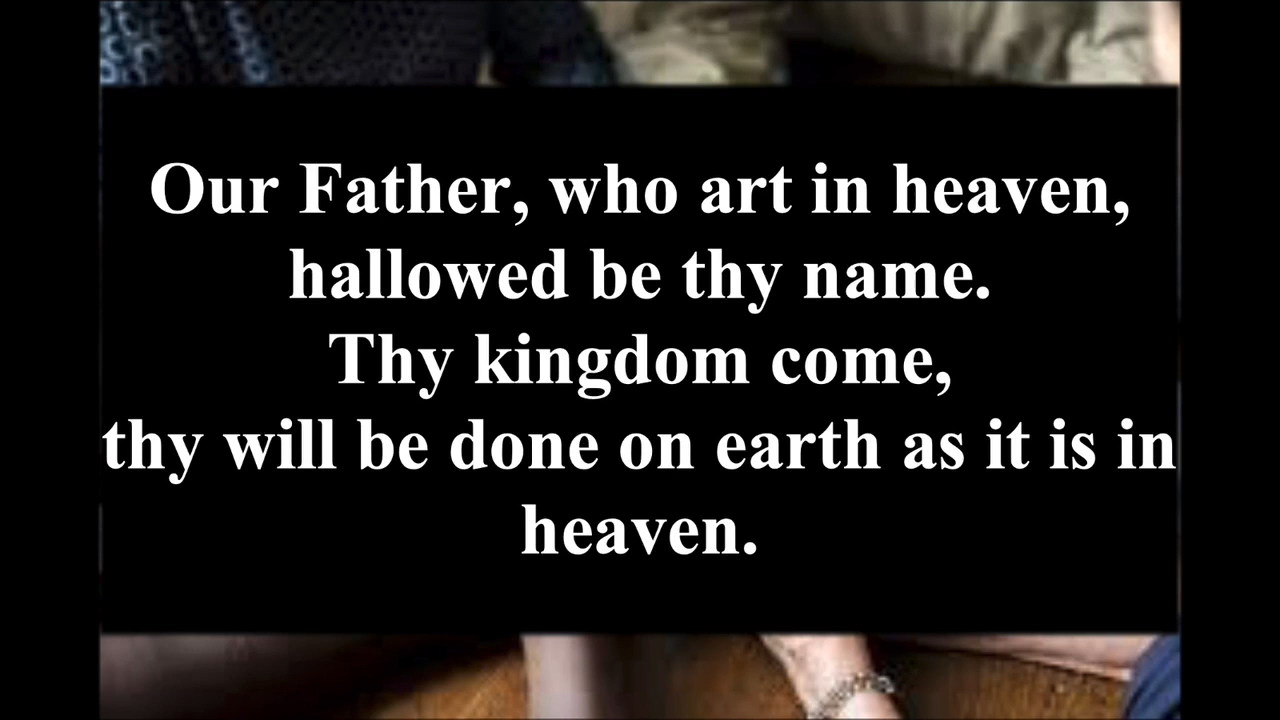 Our Father, who art in heaven,
hallowed be thy name.
Thy kingdom come,
thy will be done on earth as it is in
heaven.